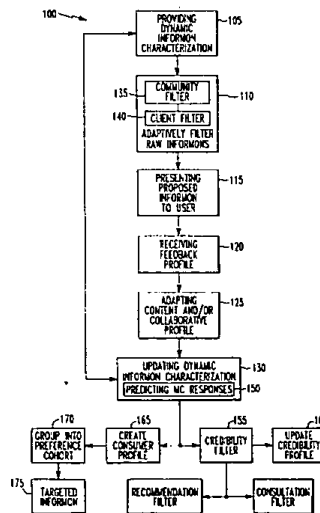 100
PROVIDING
DYNAMIC
INFORMON
CHARACTERIZATION
105
COMMUNITY
FILTER
135
110
140
CLIENT FILTER
ADAPTIVELY FILTER
RAW INFORMONS
PRESENTING
PROPOSED
INFORMON
TO USER
115
RECEIVING
FEEDBACK
PROFILE
120
ADAPTING
CONTENT AND/OR
COLLABORATIVE
PROFILE
125
UPDATING DYNAMIC
INFORMON CHARACTERIZATION
130
PREDICTING MC RESPONSES
150
170
165
155
16
GROUP INTO
PREFERENCE
COHORT
CREATE
CONSUMER
PROFILE
CREDIBILITY
FILTER
UPDATE
CREDIBILITY
PROFILE
175
TARGETED
INFORMON
RECOMMENDATION
FILTER
CONSULTATION
FILTER